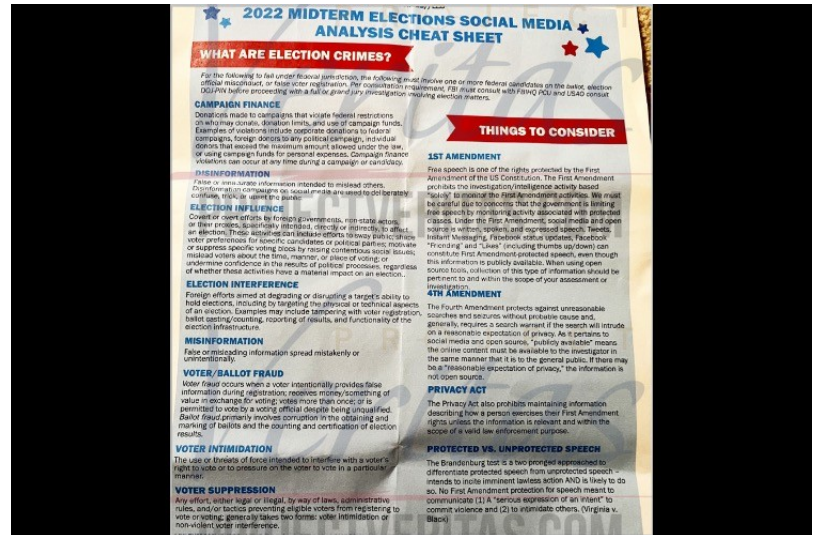 2022 MIDTERM ELECTIONS SOCIAL MEDIA
ANALYSIS CHEAT SHEET
WHAT ARE ELECTION CRIMES?
For the following to fall under federal jurisdiction, the following must involve one or more federal candidates on the ballot, election
official misconduct, or false voter registration. Per consultation requirement, FBI must consult with FBIHQ PCU and USAO consult
DOJ-PIN before proceeding with a full or grand jury investigation involving election matters.
CAMPAIGN FINANCE
Donations made to campaigns that violate federal restrictions
on who may donate, donation limits, and use of campaign funds.
Examples of violations include corporate donations to federal
campaigns, foreign donors to any political campaign, individual
donors that exceed the maximum amount allowed under the law,
or using campaign funds for personal expenses. Campaign finance
violations can occur at any time during a campaign or candidacy.
DISINFORMATION
False or inaccurate information intended to mislead others.
Disinformation campaigns on social media are used to deliberately
confuse, trick, or upset the public.
ELECTION INFLUENCE
Covert or overt efforts by foreign governments, non-state actors,
or their proxies, specifically intended, directly or indirectly, to affect
an election. These activities can include efforts to sway public; shape
voter preferences for specific candidates or political parties; motivate
or suppress specific voting blocs by raising contentious social issues;
mislead voters about the time, manner, or place of voting; or
undermine confidence in the results of political processes, regardless
of whether these activities have a material impact on an election.
ELECTION INTERFERENCE
Foreign efforts aimed at degrading or disrupting a target's ability to
hold elections, including by targeting the physical or technical aspects
of an election. Examples may include tampering with voter registration,
ballot casting/counting, reporting of results, and functionality of the
election infrastructure.
MISINFORMATION
False or misleading information spread mistakenly or
unintentionally.
VOTER/BALLOT FRAUD
Voter fraud occurs when a voter intentionally provides false
information during registration; receives money/something of
value in exchange for voting; votes more than once; or is
permitted to vote by a voting official despite being unqualified.
Ballot fraud primarily involves corruption in the obtaining and
marking of ballots and the counting and certification of election
results.
VOTER INTIMIDATION
The use or threats of force intended to interfere with a voter's
right to vote or to pressure on the voter to vote in a particular
manner.
VOTER SUPPRESSION
Any effort, either legal or illegal, by way of laws, administrative
rules, and/or tactics preventing eligible voters from registering to
vote or voting; generally takes two forms: voter intimidation or
non-violent voter interference.
THINGS TO CONSIDER
1ST AMENDMENT
Free speech is one of the rights protected by the First
Amendment of the US Constitution. The First Amendment
prohibits the investigation/intelligence activity based
"solely" to monitor the First Amendment activities. We must
be careful due to concerns that the government is limiting
free speech by monitoring activity associated with protected
classes. Under the First Amendment, social media and open
source is written, spoken, and expressed speech. Tweets,
Instant Messaging, Facebook status updates, Facebook
"Friending" and "Likes" (including thumbs up/down) can
constitute First Amendment-protected speech, even though
this information is publicly available. When using open
source tools, collection of this type of information should be
pertinent to and within the scope of your assessment or
investigation.
4TH AMENDMENT
The Fourth Amendment protects against unreasonable
searches and seizures without probable cause and,
generally, requires a search warrant if the search will intrude
on a reasonable expectation of privacy. As it pertains to
social media and open source, "publicly available" means
the online content must be available to the investigator in
the same manner that it is to the general public. If there may
be a "reasonable expectation of privacy," the information is
not open source.
PRIVACY ACT
The Privacy Act also prohibits maintaining information
describing how a person exercises their First Amendment
rights unless the information is relevant and within the
scope of a valid law enforcement purpose.
PROTECTED VS. UNPROTECTED SPEECH
The Brandenburg test is a two pronged approached to
differentiate protected speech from unprotected speech –
intends to incite imminent lawless action AND is likely to do
so. No First Amendment protection for speech meant to
communicate (1) A "serious expression of an intent" to
commit violence and (2) to intimidate others. (Virginia v.
Black)
Veritas
PROJECTVERITAS.COM
Veritas
PROJECTVERITAS.COM